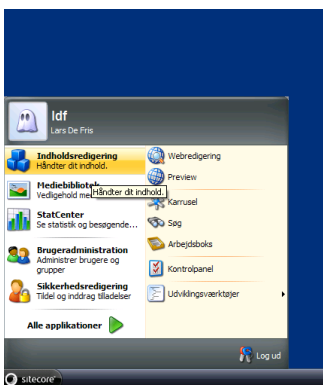 ldf
Lars De Fris
Indholdsredigering
Håndter dit indhold.
Mediebibliotek
Vedligehold me
Håndter dit indhold.
StatCenter
Se statistik og besøgende...
Brugeradministration
Administrer brugere og
grupper
Sikkerhedsredigering
Tildel og inddrag tilladelser
Alle applikationer
Webredigering
Preview
Karrusel
Søg
Arbejdsboks
Kontrolpanel
Udviklingsværktøjer
Log ud
sitecore